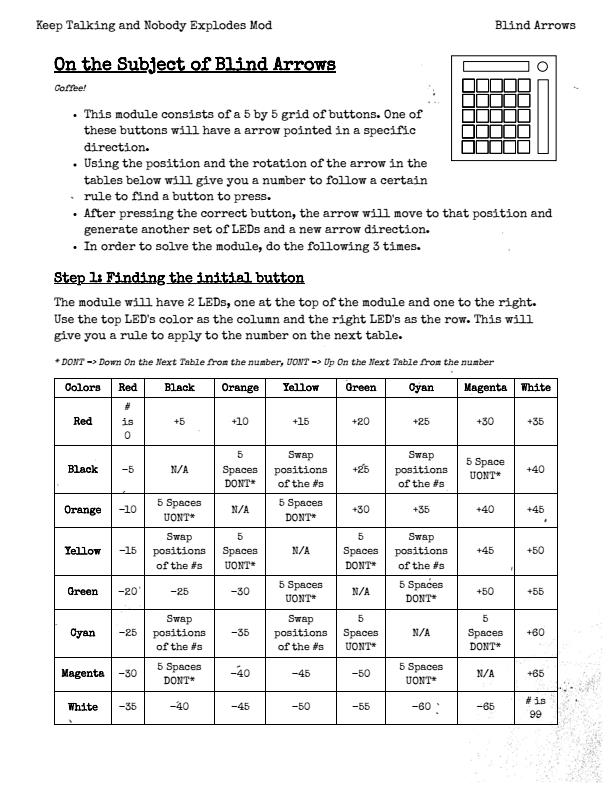 Keep Talking and Nobody Explodes Mod Blind Arrows
On the Subject of Blind Arrows
Coffee!
• This module consists of a 5 by 5 grid of buttons. One of
these buttons will have a arrow pointed in a specific
direction.
• Using the position and the rotation of the arrow in the
tables below will give you a number to follow a certain
rule to find a button to press.
• After pressing the correct button, the arrow will move to that position and
generate another set of LEDs and a new arrow direction.
• In order to solve the module, do the following 3 times.
Step 1: Finding the initial button
The module will have 2 LEDs, one at the top of the module and one to the right.
Use the top LED's color as the column and the right LED's as the row. This will
give you a rule to apply to the number on the next table.
* DONT -> Down On the Next Table from the number, UONT -> Up On the Next Table from the number
Colors Red Black Orange Yellow Green Cyan Magenta White
Red # is 0 +5 +10 +15 +20 +25 +30 +35
Black -5 N/A 5 Spaces DONT* Swap positions of the #s +25 Swap positions of the #s 5 Space UONT* +40
Orange -10 5 Spaces UONT* N/A 5 Spaces DONT* +30 +35 +40 +45
Yellow -15 Swap positions of the #s 5 Spaces UONT* N/A 5 Spaces DONT* Swap positions of the #s +45 +50
Green -20 -25 -30 5 Spaces UONT* N/A 5 Spaces DONT* +50 +55
Cyan -25 Swap positions of the #s -35 Swap positions of the #s 5 Spaces UONT* N/A 5 Spaces DONT* +60
Magenta -30 5 Spaces DONT* -40 -45 -50 5 Spaces UONT* N/A +65
White -35 -40 -45 -50 -55 -60 -65 # is 99